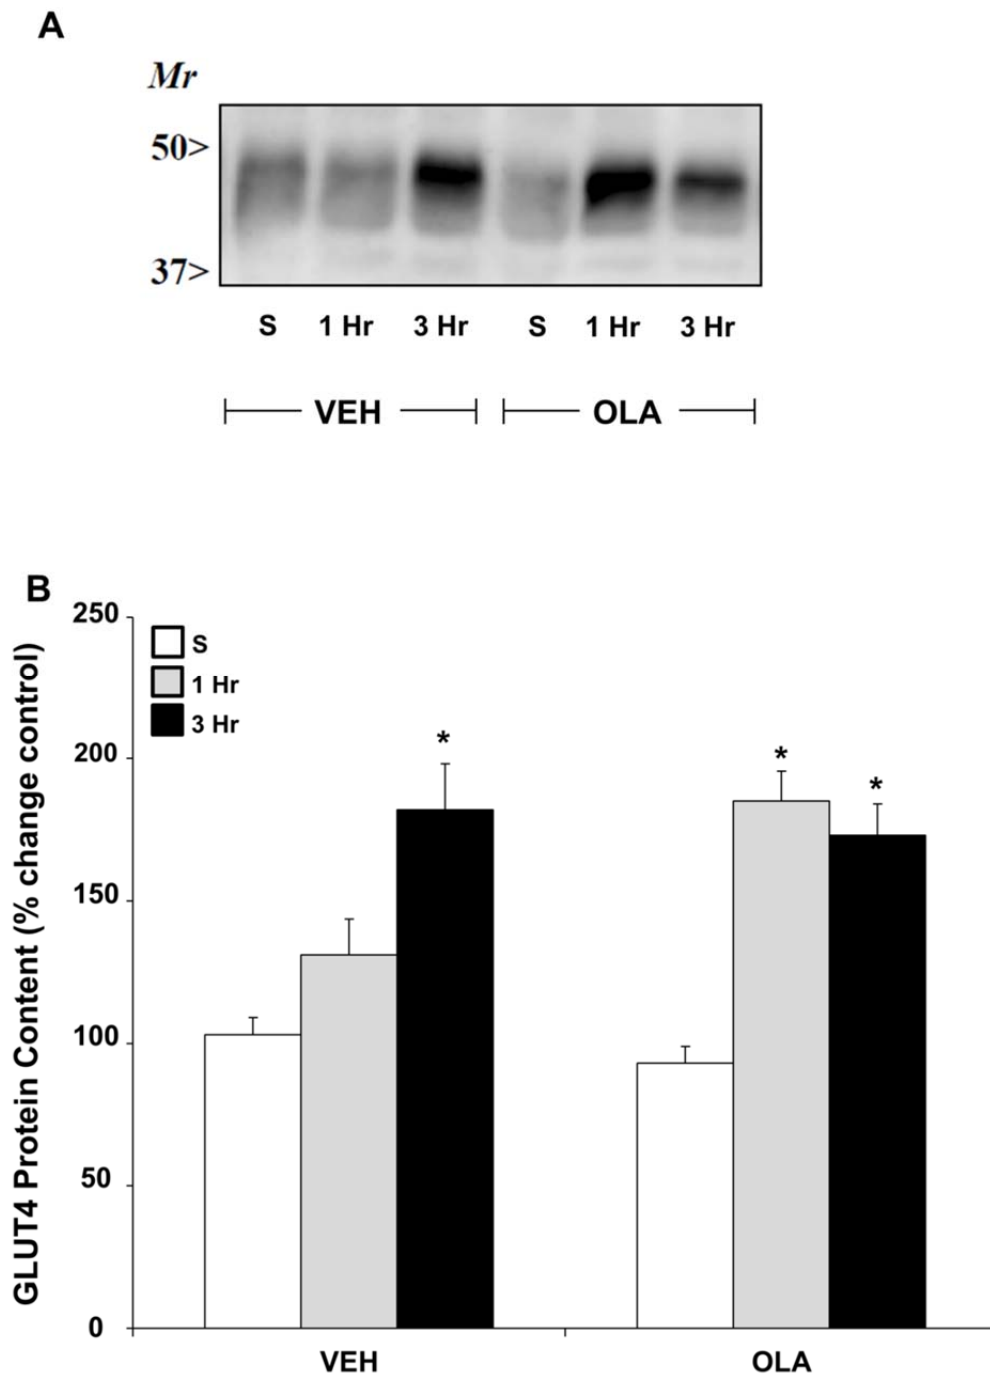 A
Mr
50>
37>
S 1 Hr 3 Hr S 1 Hr 3 Hr
VEH OLA
B
GLUT4 Protein Content (% change control)
250
200
150
100
50
0
S
1 Hr
3 Hr
*
* *
VEH OLA